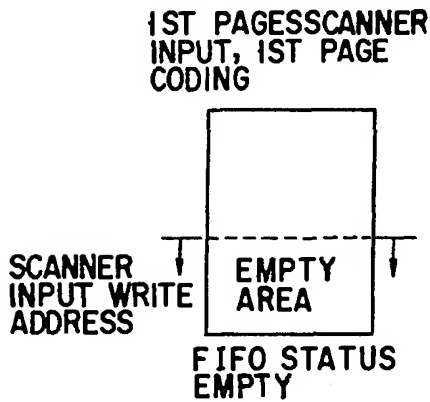 1ST PAGESSCANNER
INPUT, 1ST PAGE
CODING
SCANNER
INPUT WRITE
ADDRESS
EMPTY
AREA
FIFO STATUS
EMPTY